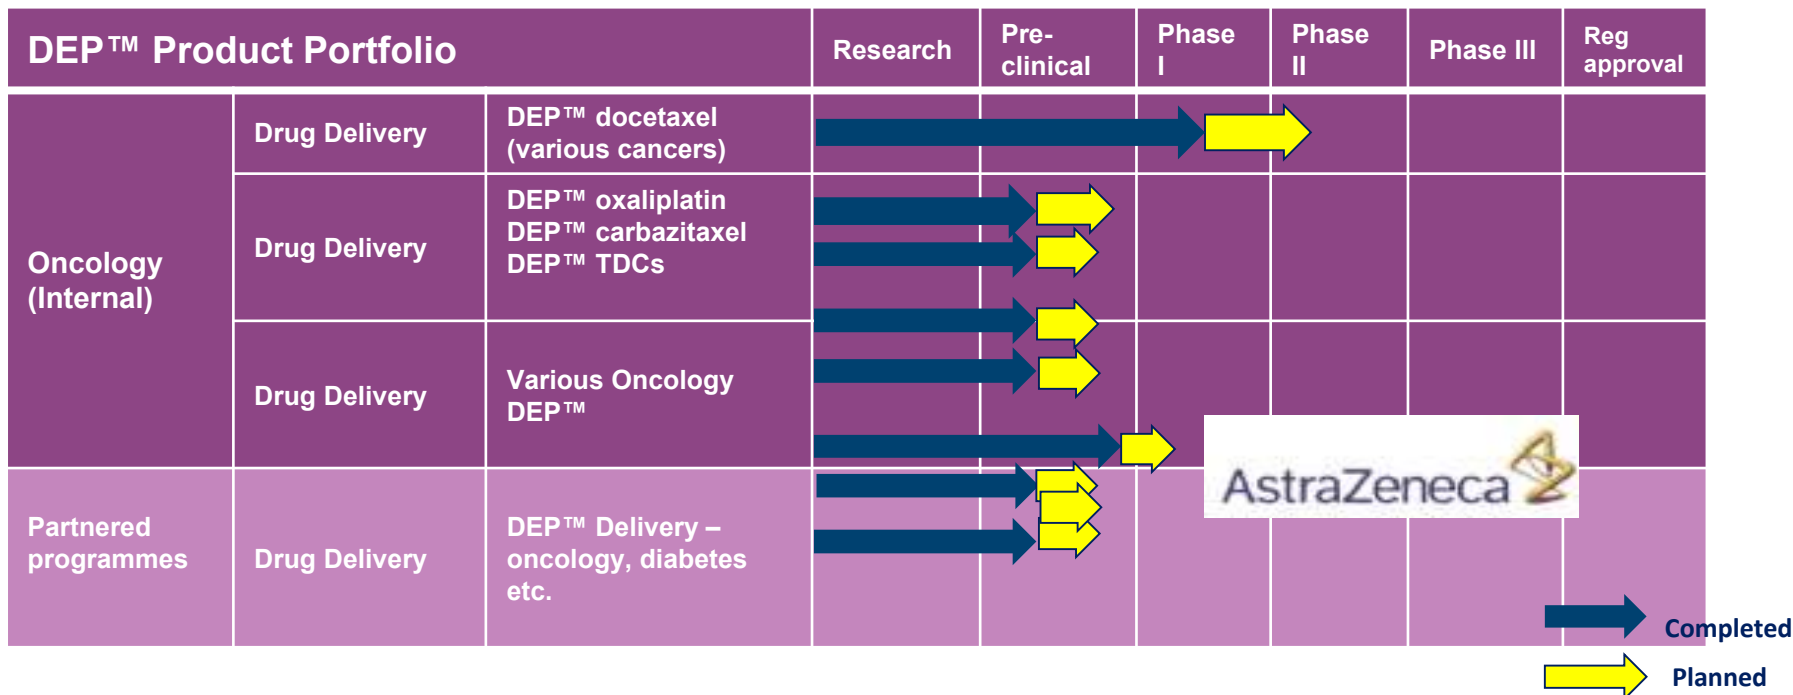 DEP™ Product Portfolio
Research
Pre-
clinical
Phase
I
Phase
II
Phase III
Reg
approval
Oncology
(Internal)
Drug Delivery
DEP™ docetaxel
(various cancers)
Drug Delivery
DEP™ oxaliplatin
DEP™ carbazitaxel
DEP™ TDCs
Drug Delivery
Various Oncology
DEP™
AstraZeneca
Partnered
programmes
Drug Delivery
DEP™ Delivery –
oncology, diabetes
etc.
Completed
Planned